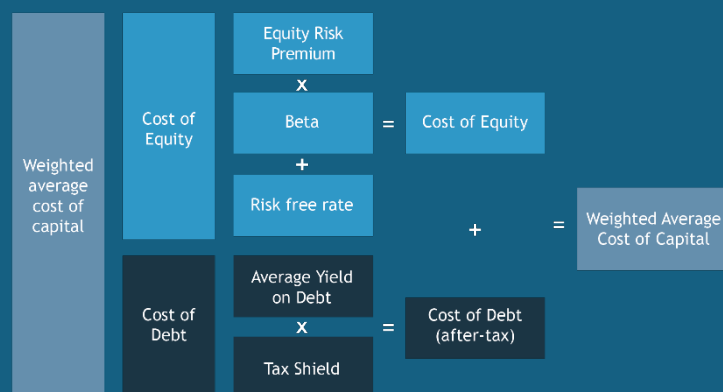 Weighted
average
cost of
capital
Cost of
Equity
Equity Risk
Premium
x
Beta
+
Risk free rate
=
Cost of Equity
+
Cost of
Debt
Average Yield
on Debt
x
Tax Shield
=
Cost of Debt
(after-tax)
=
Weighted Average
Cost of Capital